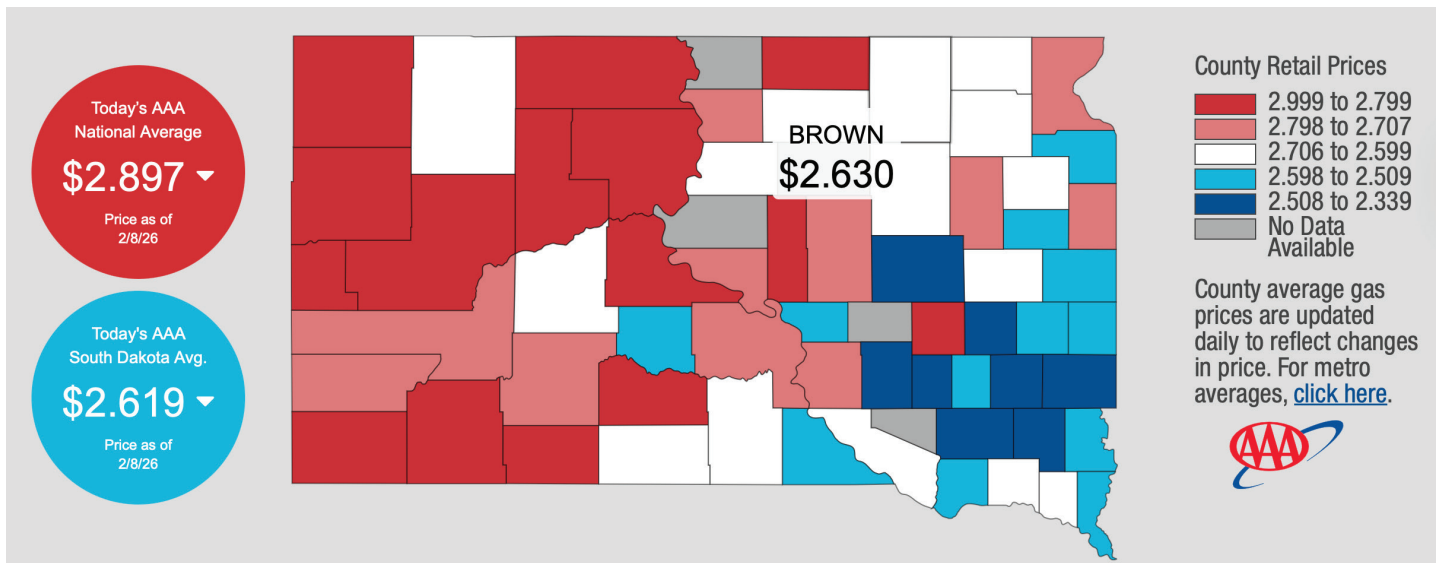 Today's AAA
National Average
$2.897
Price as of
2/8/26
Today's AAA
South Dakota Avg.
$2.619
Price as of
2/8/26
BROWN
$2.630
County Retail Prices
2.999 to 2.799
2.798 to 2.707
2.706 to 2.599
2.598 to 2.509
2.508 to 2.339
No Data
Available
County average gas
prices are updated
daily to reflect changes
in price. For metro
averages, click here.
AAA